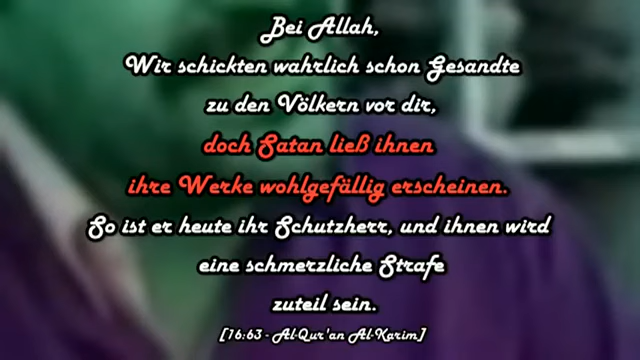 Bei Allah,
Wir schickten wahrlich schon Gesandte
zu den Völkern vor dir,
doch Satan ließ ihnen
ihre Werke wohlgefällig erscheinen.
So ist er heute ihr Schutzherr, und ihnen wird
eine schmerzliche Strafe
zuteil sein.
[16:63 - Al-Qur'an Al-Karim]